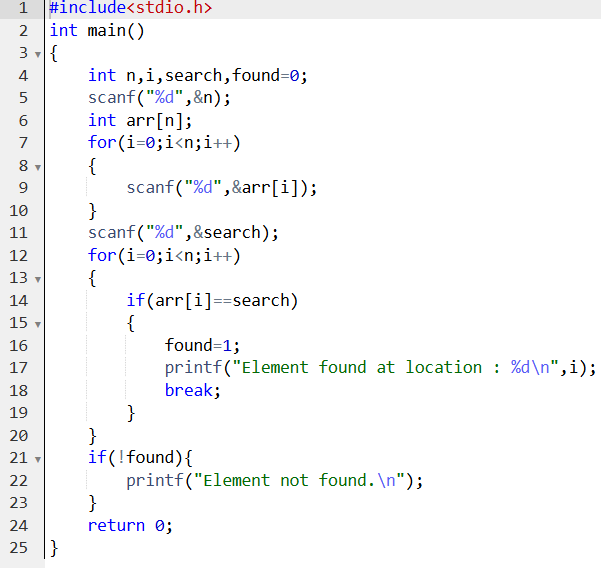 1 #include<stdio.h>
2 int main()
3 {
4     int n,i,search,found=0;
5     scanf("%d",&n);
6     int arr[n];
7     for(i=0;i<n;i++)
8     {
9         scanf("%d",&arr[i]);
10     }
11     scanf("%d",&search);
12     for(i=0;i<n;i++)
13     {
14         if(arr[i]==search)
15         {
16             found=1;
17             printf("Element found at location : %d\n",i);
18             break;
19         }
20     }
21     if(!found){
22         printf("Element not found.\n");
23     }
24     return 0;
25 }